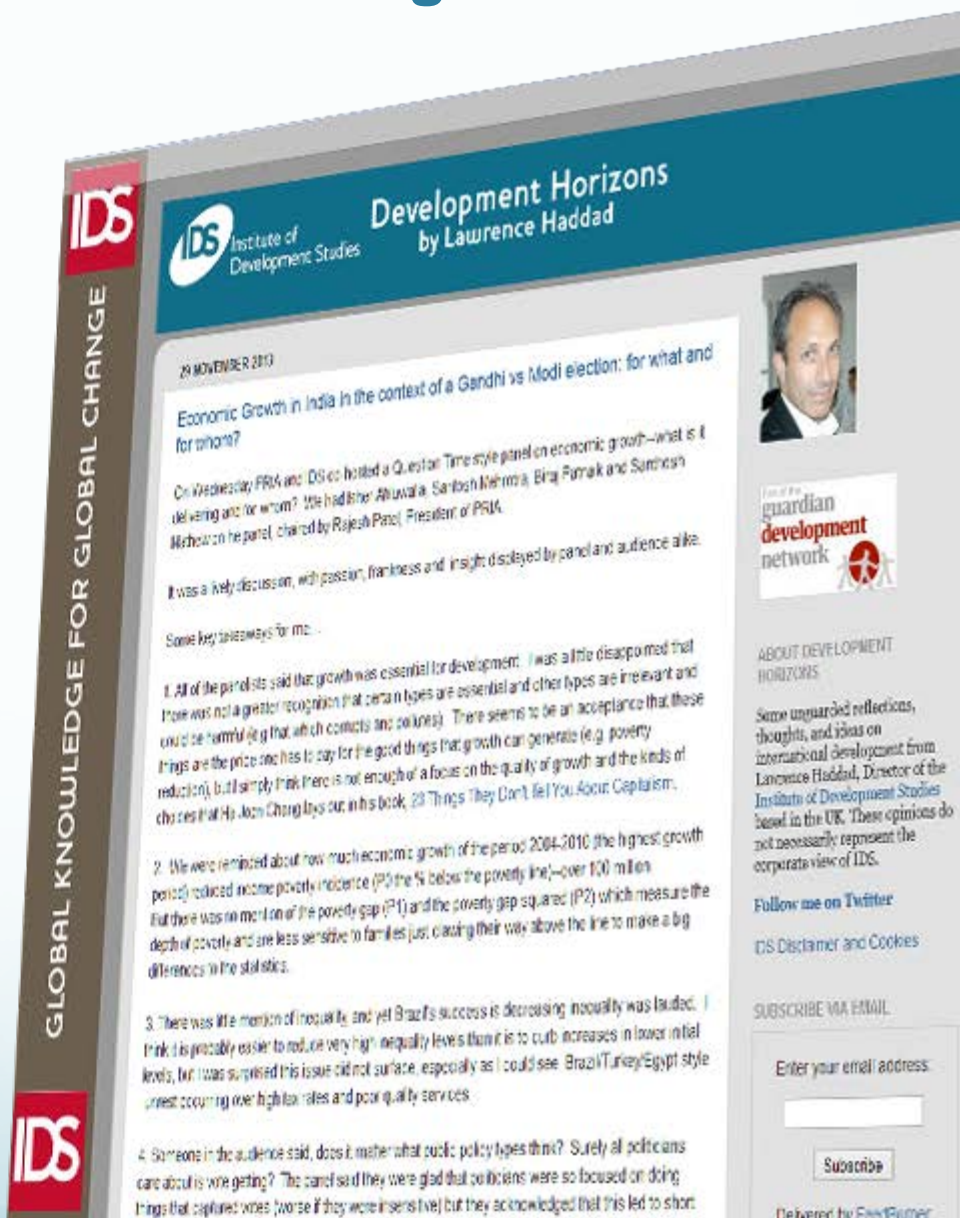 IDS
GLOBAL KNOWLEDGE FOR GLOBAL CHANGE
IDS
IDS Institute of
Development Studies
Development Horizons
by Lawrence Haddad
29 NOVEMBER 2013
Economic Growth in India in the context of a Gandhi vs Modi election: for what and
for whom?
On Wednesday PRIA and IDS co-hosted a Question Time style panel on economic growth--what is it
delivering and for whom? We had Isher Ahluwalia, Santosh Mehrotra, Biraj Patnaik and Santhosh
Mathew on the panel, chaired by Rajesh President of PRIA.
It was a lively discussion, with passion, frankness and insight displayed by panel and audience alike.
Some key takeaways for me...
1. All of the panelists said that growth was essential for development. I was a little disappointed that
there was not a greater recognition that certain types are essential and other types are irrelevant and
could be harmful (e.g that which corrupts and pollutes). There seems to be an acceptance that these
things are the price one has to pay for the good things that growth can generate (e.g. poverty
reduction), but I simply think there is not enough of a focus on the quality of growth and the kinds of
choices that Ha Joon Chang lays out in his book, 23 Things They Don't Tell You About Capitalism.
2. We were reminded about how much economic growth of the period 2004-2010 (the highest growth
period) reduced income poverty incidence (P0 the % below the poverty line)--over 100 million
But there was no mention of the poverty gap (P1) and the poverty gap squared (P2) which measure the
depth of poverty and are less sensitive to families just clawing their way above the line to make a big
differences to the statistics.
3. There was little mention of inequality, and yet Brazil's success is decreasing inequality was lauded. I
think it is probably easier to reduce very high inequality levels than it is to curb increases in lower initial
levels, but I was surprised this issue did not surface, especially as I could see Brazil/Turkey/Egypt style
unrest occurring over high tax rates and poor quality services
4. Someone in the audience said, does it matter what public policy types think? Surely all politicians
care about is vote getting? The panel said they were glad that politicians were so focused on doing
things that captured votes (worse if they were insensitive) but they acknowledged that this led to short
Part of the
guardian
development
network
ABOUT DEVELOPMENT
HORIZONS
Some unguarded reflections,
thoughts, and ideas on
international development from
Lawrence Haddad, Director of the
Institute of Development Studies
based in the UK. These opinions do
not necessarily represent the
corporate view of IDS.
Follow me on Twitter
IDS Disclaimer and Cookies
SUBSCRIBE VIA EMAIL
Enter your email address:
Subscribe
Delivered by FeedBurner